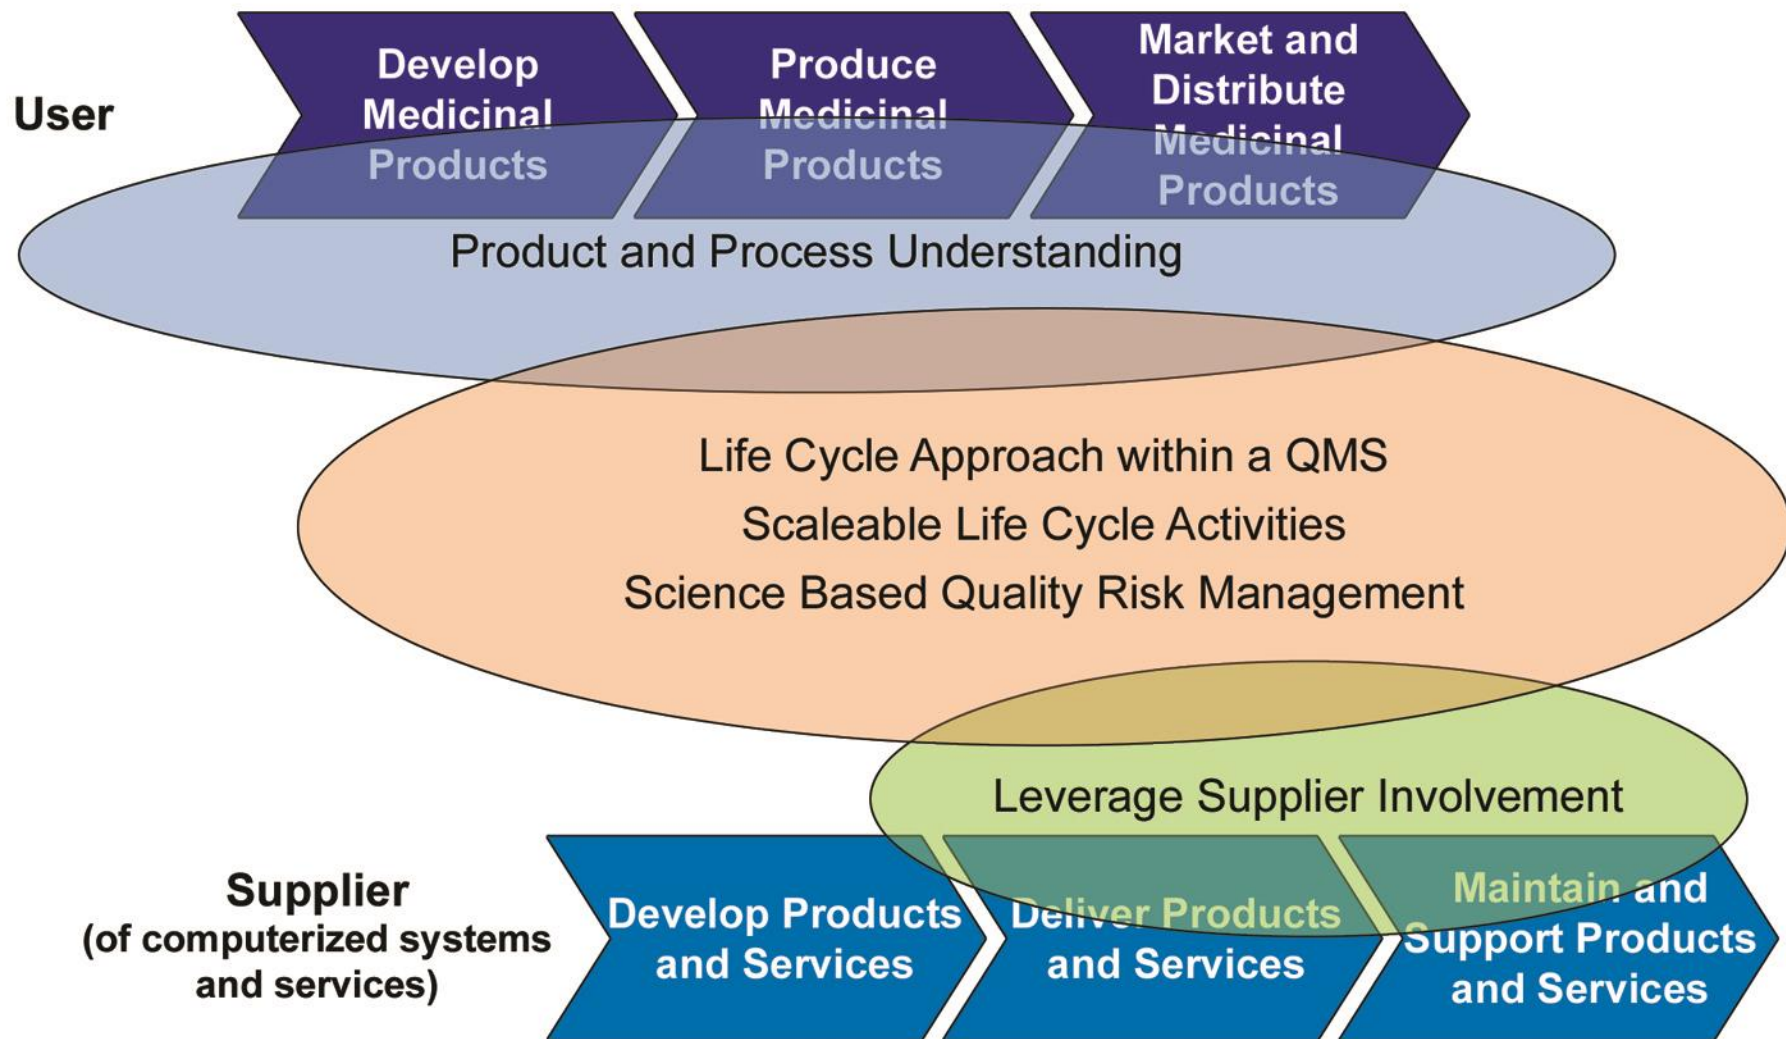 User
Develop
Medicinal
Products
Produce
Medicinal
Products
Market and
Distribute
Medicinal
Products
Product and Process Understanding
Life Cycle Approach within a QMS
Scaleable Life Cycle Activities
Science Based Quality Risk Management
Leverage Supplier Involvement
Supplier
(of computerized systems
and services)
Develop Products
and Services
Deliver Products
and Services
Maintain and
Support Products
and Services